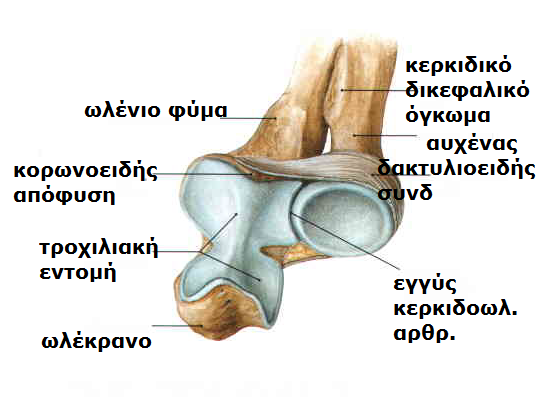 κερκιδικό
δικεφαλικό
όγκωμα
ωλένιο φύμα
αυχένας
κορωνοειδής
απόφυση
δακτυλιοειδής
συνδ
τροχιλιακή
εντομή
εγγύς
κερκιδοωλ.
αρθρ.
ωλέκρανο